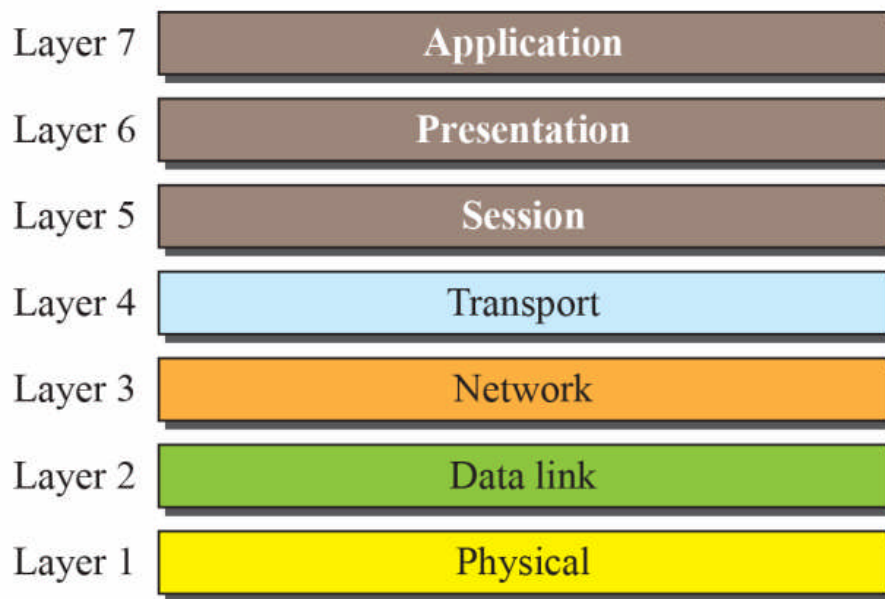 Layer 7 Application
Layer 6 Presentation
Layer 5 Session
Layer 4 Transport
Layer 3 Network
Layer 2 Data link
Layer 1 Physical